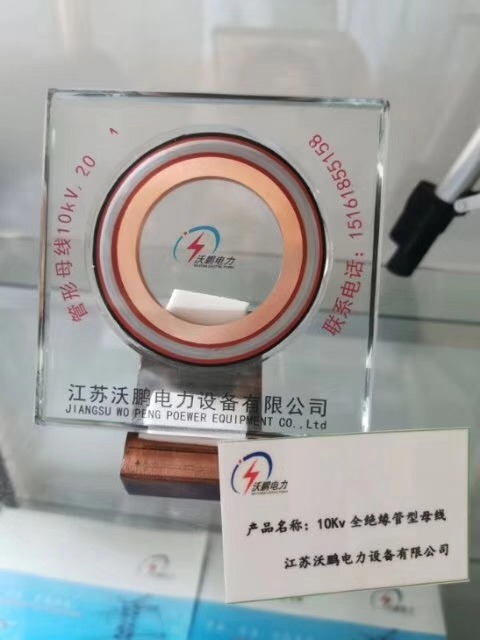 管形母线10kV,20 1
联系电话：15161855158
沃鹏电力
江苏沃鹏电力设备有限公司
JIANGSU WO PENG POEWER EQUIPMENT CO.,Ltd
沃鹏电力
产品名称：10Kv 全绝缘管型母线
江苏沃鹏电力设备有限公司